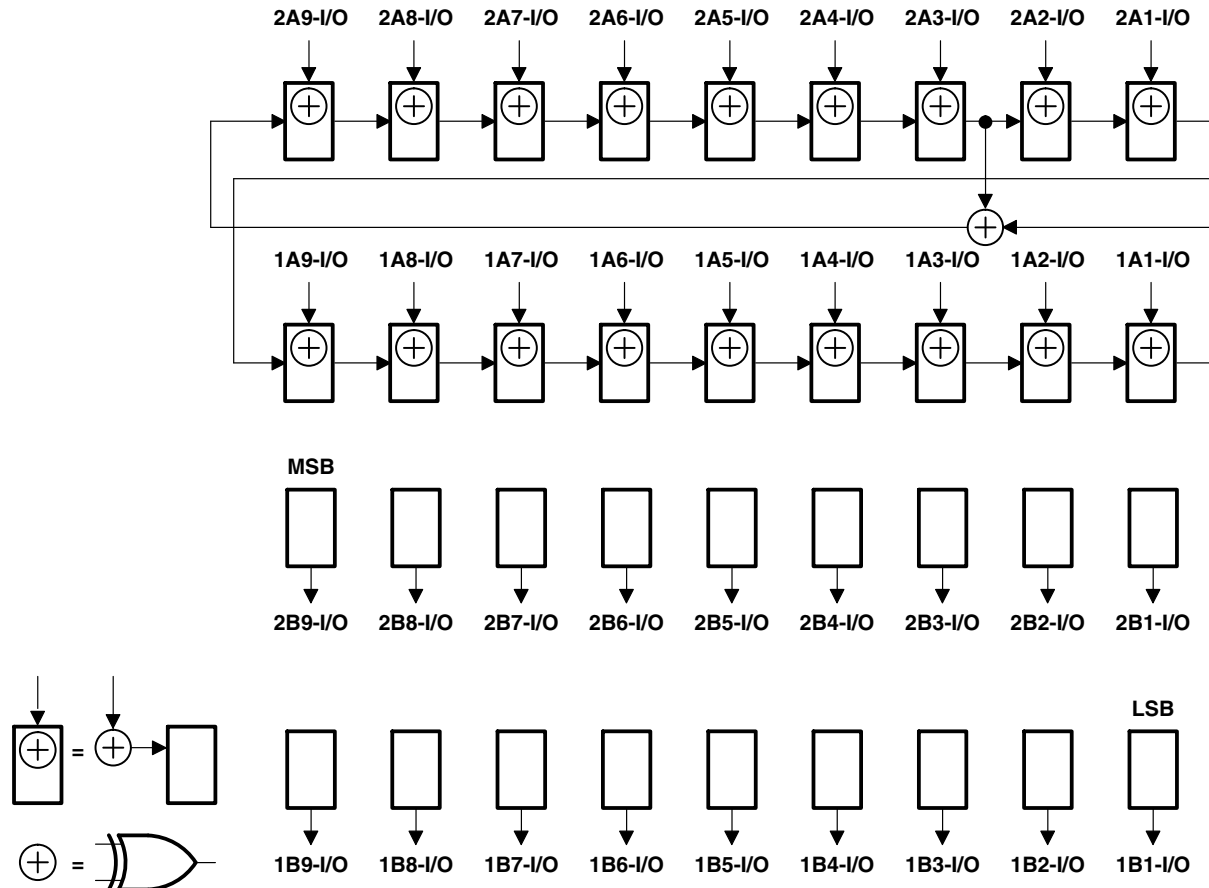 2A9-I/O 2A8-I/O 2A7-I/O 2A6-I/O 2A5-I/O 2A4-I/O 2A3-I/O 2A2-I/O 2A1-I/O
1A9-I/O 1A8-I/O 1A7-I/O 1A6-I/O 1A5-I/O 1A4-I/O 1A3-I/O 1A2-I/O 1A1-I/O
MSB
2B9-I/O 2B8-I/O 2B7-I/O 2B6-I/O 2B5-I/O 2B4-I/O 2B3-I/O 2B2-I/O 2B1-I/O
LSB
=
=
1B9-I/O 1B8-I/O 1B7-I/O 1B6-I/O 1B5-I/O 1B4-I/O 1B3-I/O 1B2-I/O 1B1-I/O